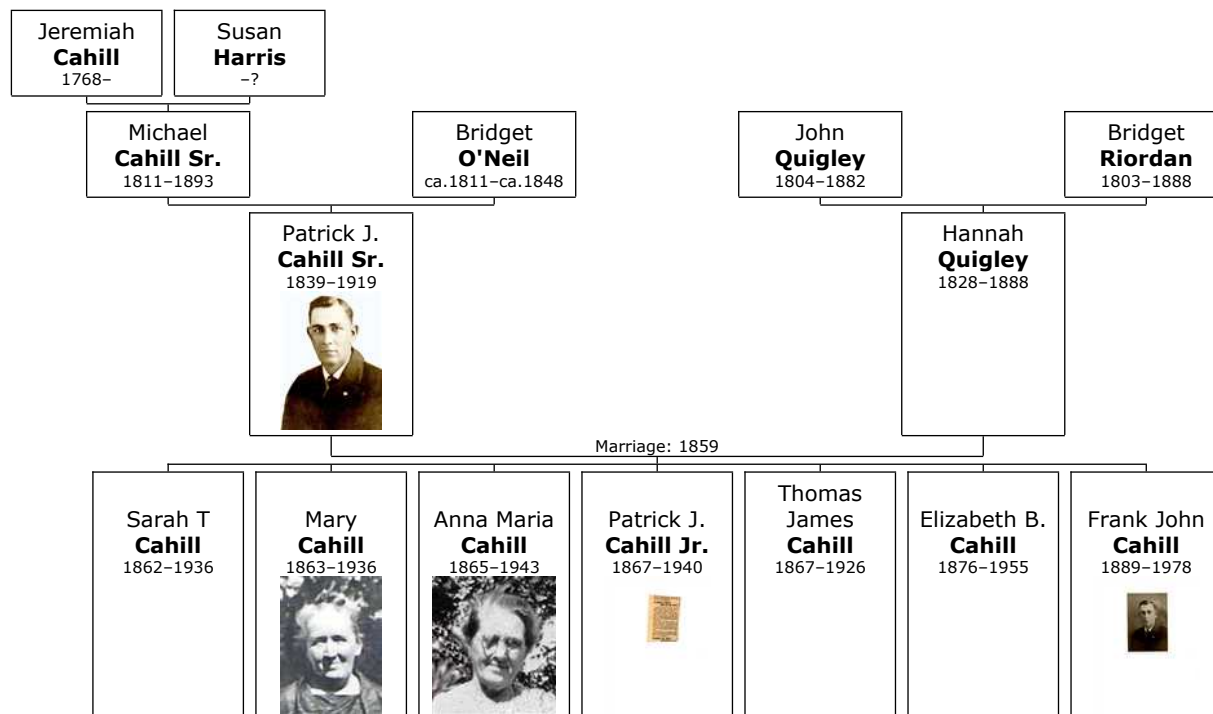 Jeremiah
Cahill
1768–
Susan
Harris
–?
Michael
Cahill Sr.
1811–1893
Bridget
O'Neil
ca.1811–ca.1848
John
Quigley
1804–1882
Bridget
Riordan
1803–1888
Patrick J.
Cahill Sr.
1839–1919
Hannah
Quigley
1828–1888
Marriage: 1859
Sarah T
Cahill
1862–1936
Mary
Cahill
1863–1936
Anna Maria
Cahill
1865–1943
Patrick J.
Cahill Jr.
1867–1940
Thomas
James
Cahill
1867–1926
Elizabeth B.
Cahill
1876–1955
Frank John
Cahill
1889–1978